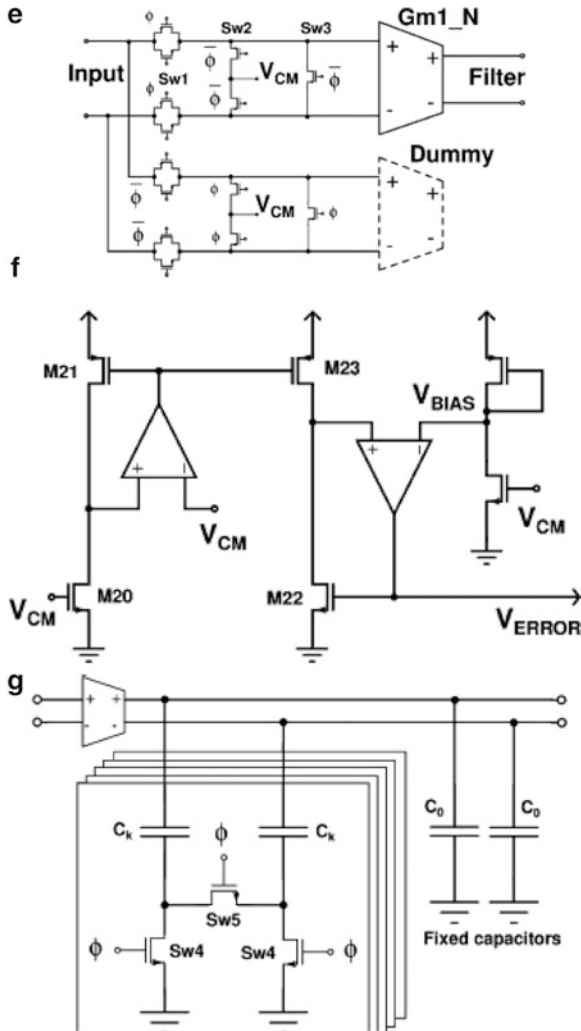 e
ϕ Sw2 Sw3 Gm1_N
ϕ̅ + +
Input ϕ Sw1 V_CM ϕ̅ Filter
ϕ̅ - -
Dummy
ϕ̅ ϕ + +
V_CM ϕ
ϕ̅ ϕ - -
f
M21 M23
V_BIAS
+ - + -
V_CM V_CM
V_CM M20 M22
V_ERROR
g
+ +
- -
C_k ϕ C_k C_0 C_0
Sw5
ϕ Sw4 Sw4 ϕ
Fixed capacitors